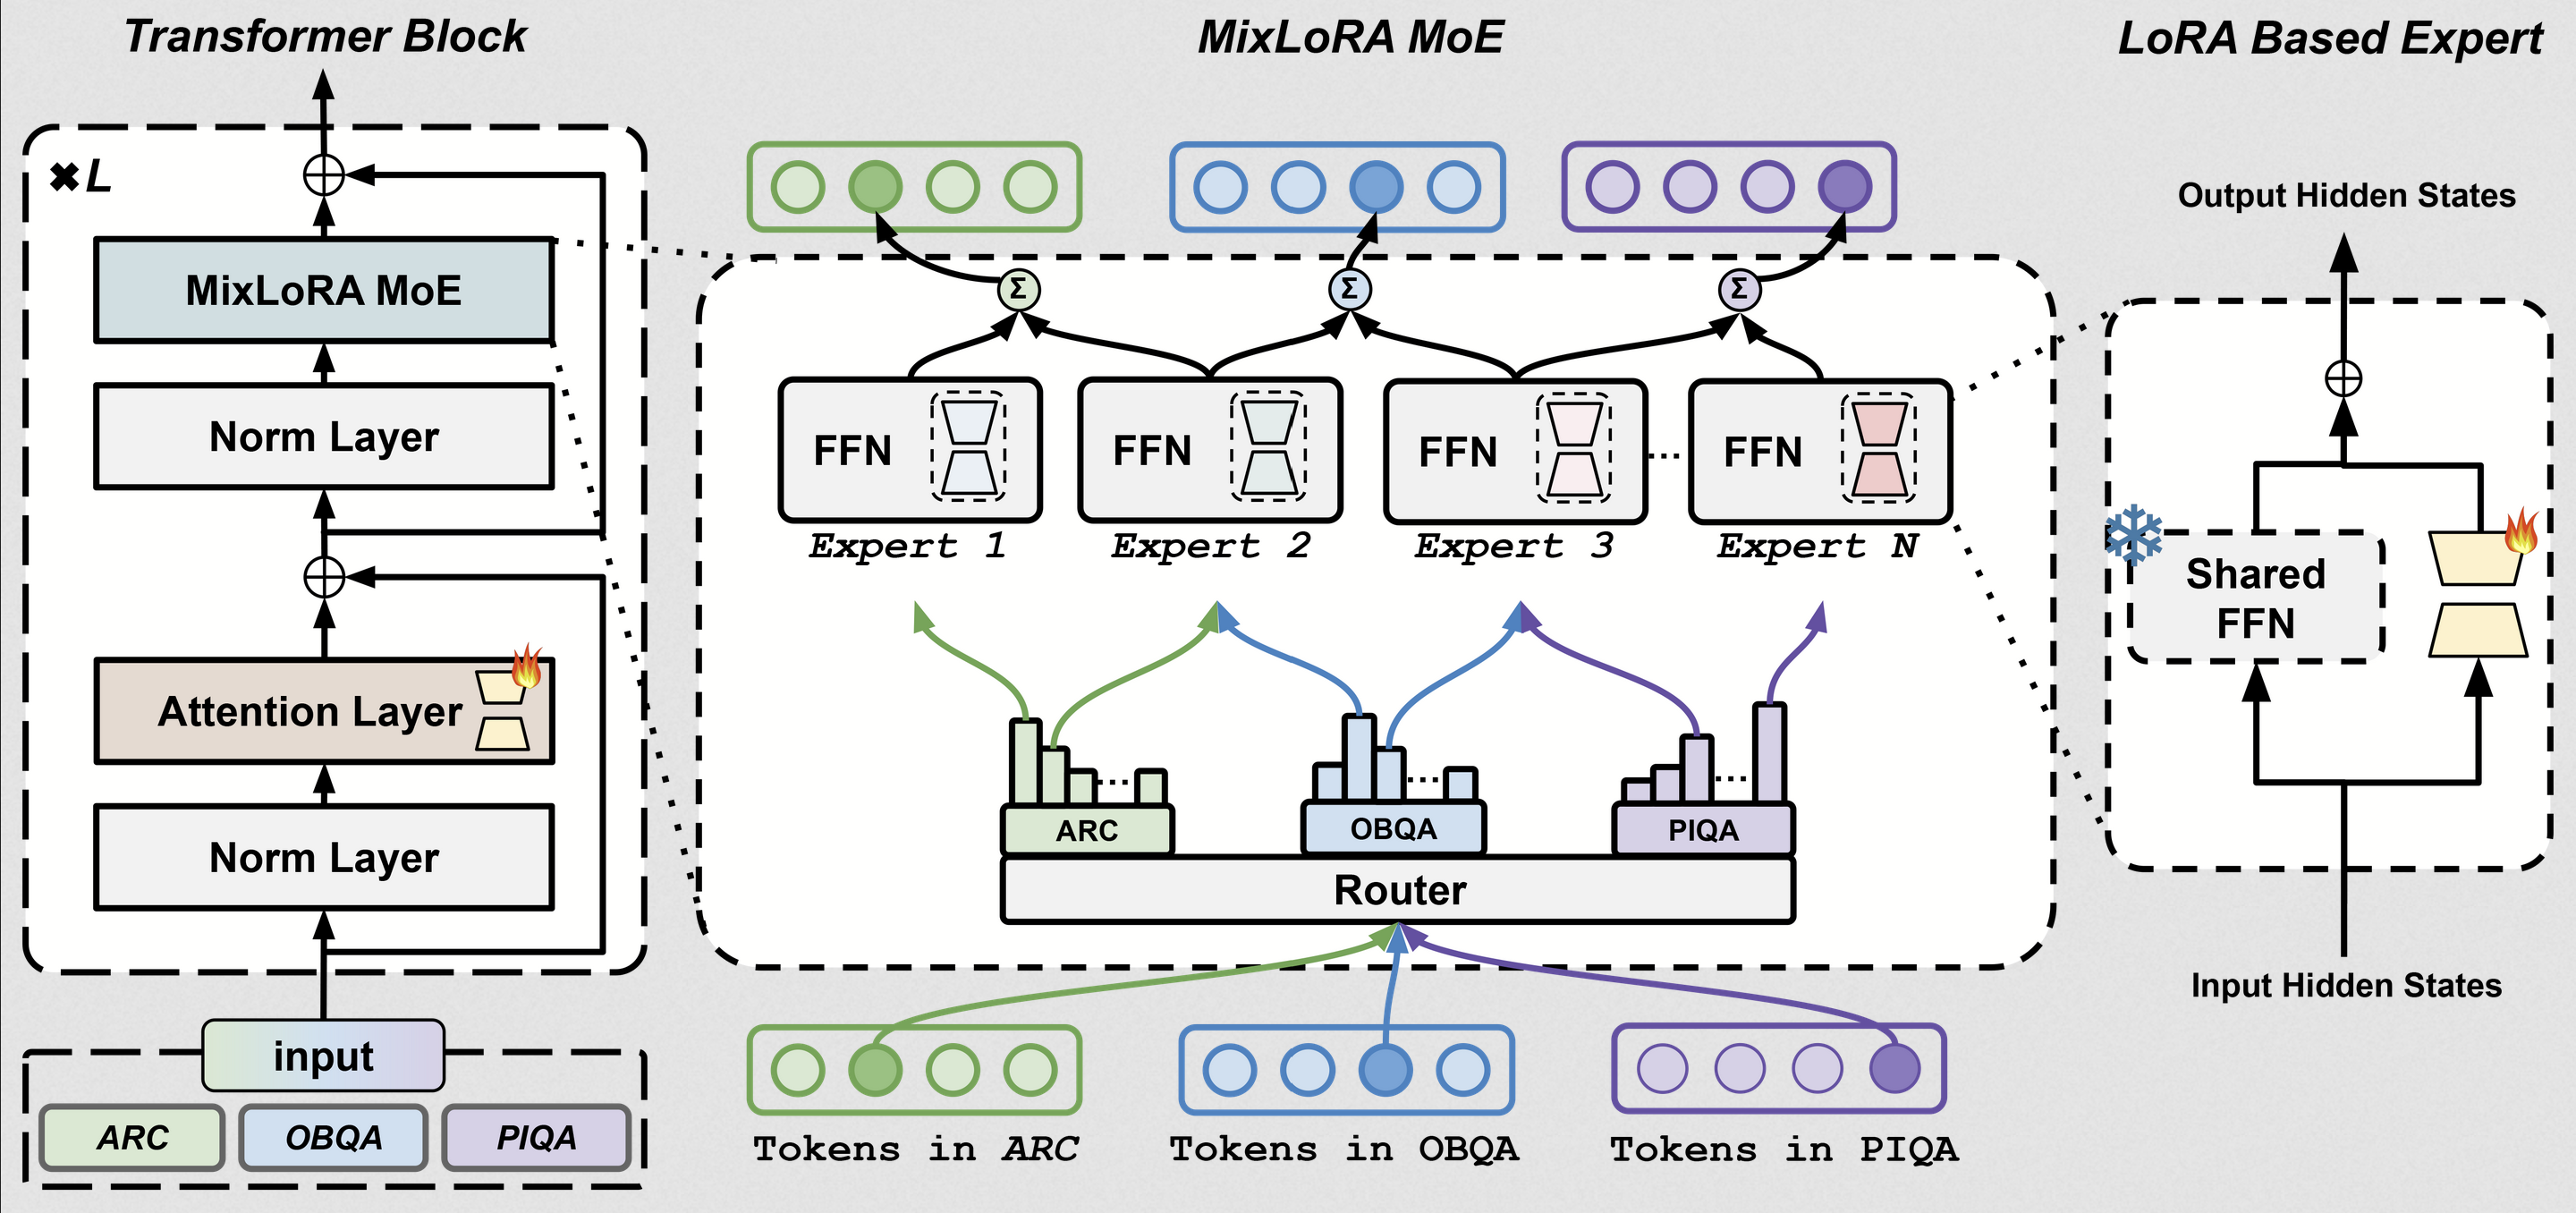 Transformer Block
✖L
MixLoRA MoE
Norm Layer
Attention Layer
Norm Layer
input
ARC
OBQA
PIQA
MixLoRA MoE
Σ
Σ
Σ
FFN
FFN
FFN
FFN
Expert 1
Expert 2
Expert 3
Expert N
ARC
OBQA
PIQA
Router
Tokens in ARC
Tokens in OBQA
Tokens in PIQA
LoRA Based Expert
Output Hidden States
Shared
FFN
Input Hidden States